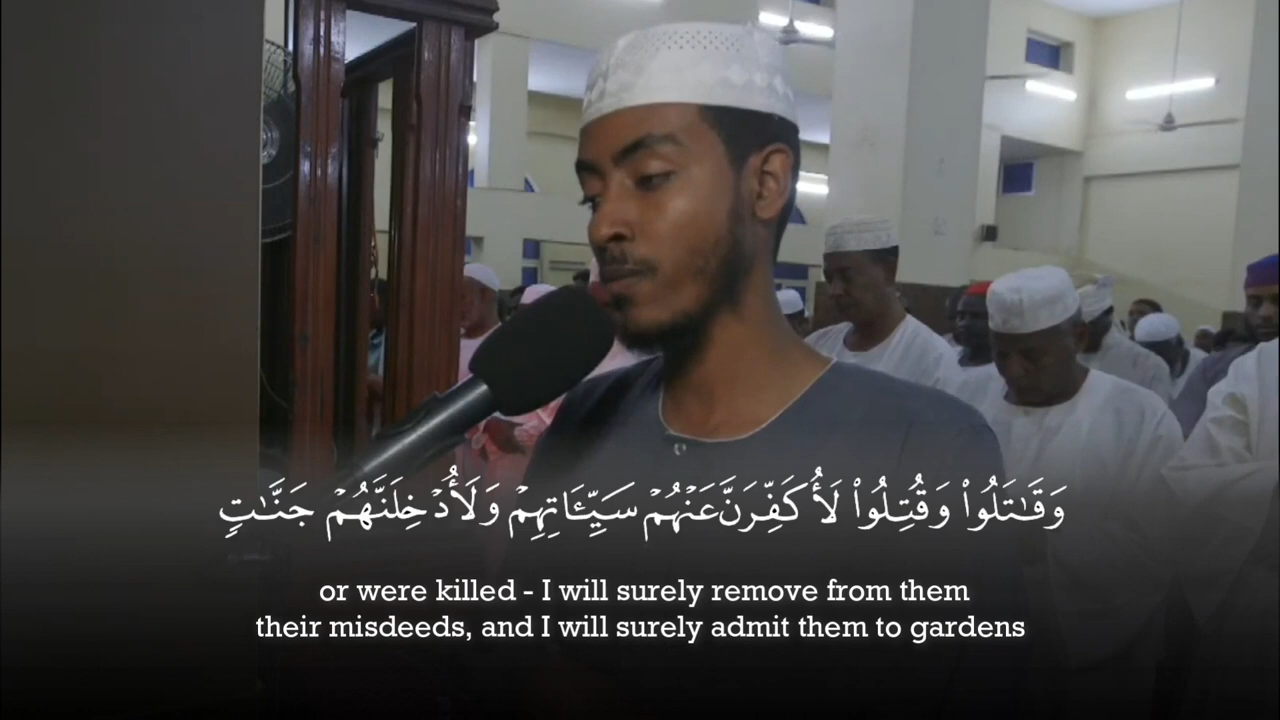 وَقَـٰتَلُوا۟ وَقُتِلُوا۟ لَأُكَفِّرَنَّ عَنْهُمْ سَيِّـَٔاتِهِمْ وَلَأُدْخِلَنَّهُمْ جَنَّـٰتٍ
or were killed - I will surely remove from them
their misdeeds, and I will surely admit them to gardens